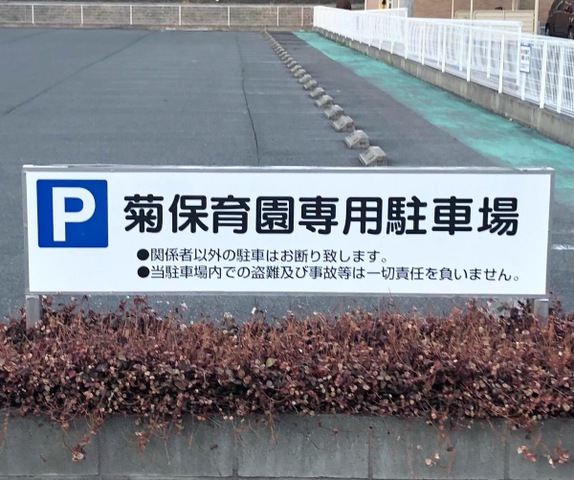 P 菊保育園専用駐車場
●関係者以外の駐車はお断り致します。
●当駐車場内での盗難及び事故等は一切責任を負いません。